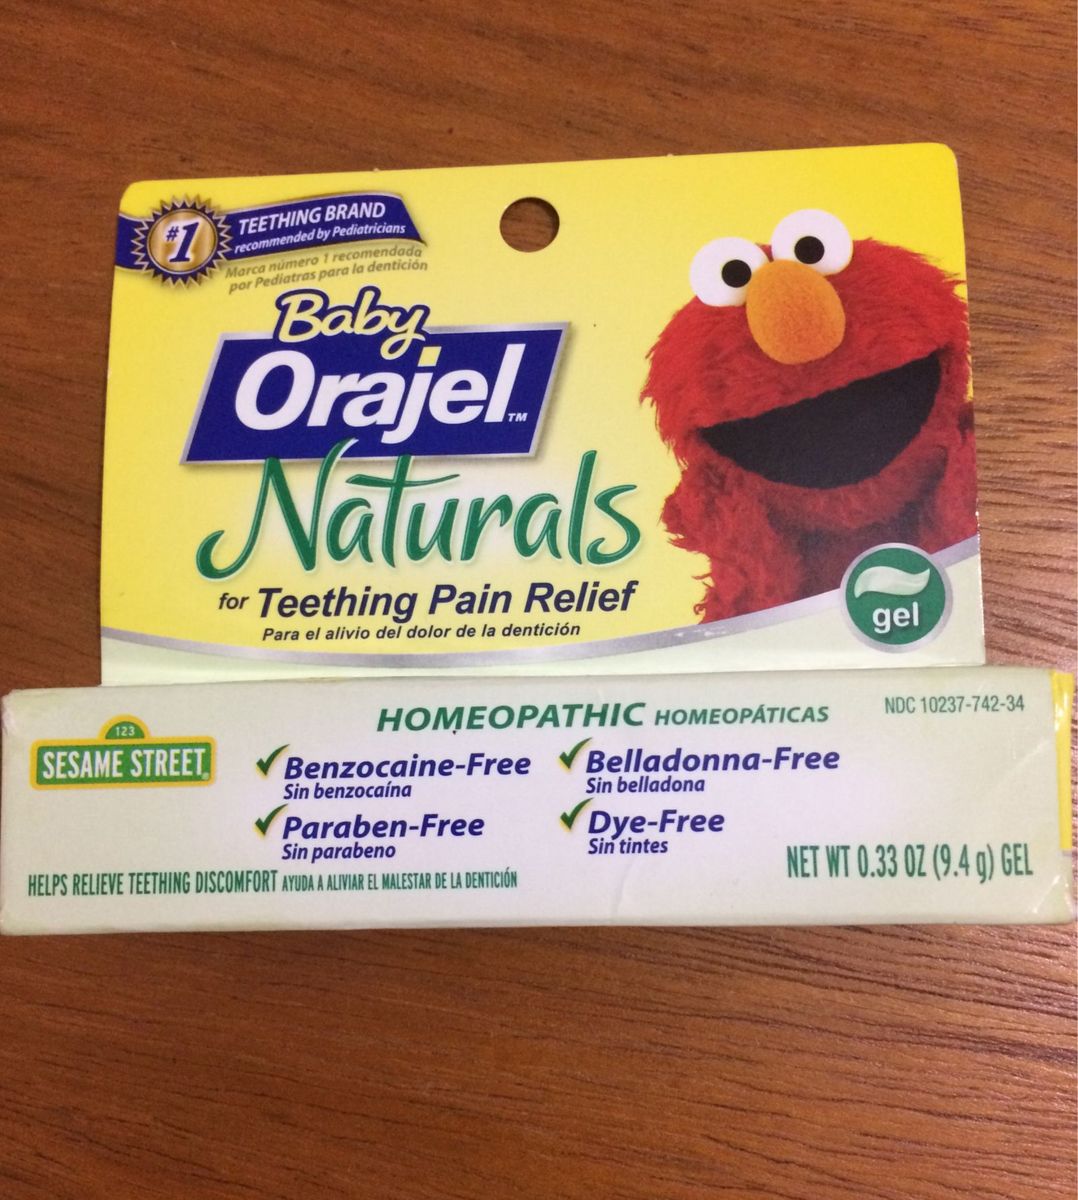 #1
TEETHING BRAND
recommended by Pediatricians
Marca número 1 recomendada
por Pediatras para la dentición
Baby
Orajel™
Naturals
for Teething Pain Relief
Para el alivio del dolor de la dentición
gel
HOMEOPATHIC HOMEOPÁTICAS
NDC 10237-742-34
123
SESAME STREET®
Benzocaine-Free
Sin benzocaína
Belladonna-Free
Sin belladona
Paraben-Free
Sin parabeno
Dye-Free
Sin tintes
HELPS RELIEVE TEETHING DISCOMFORT AYUDA A ALIVIAR EL MALESTAR DE LA DENTICIÓN
NET WT 0.33 OZ (9.4 g) GEL